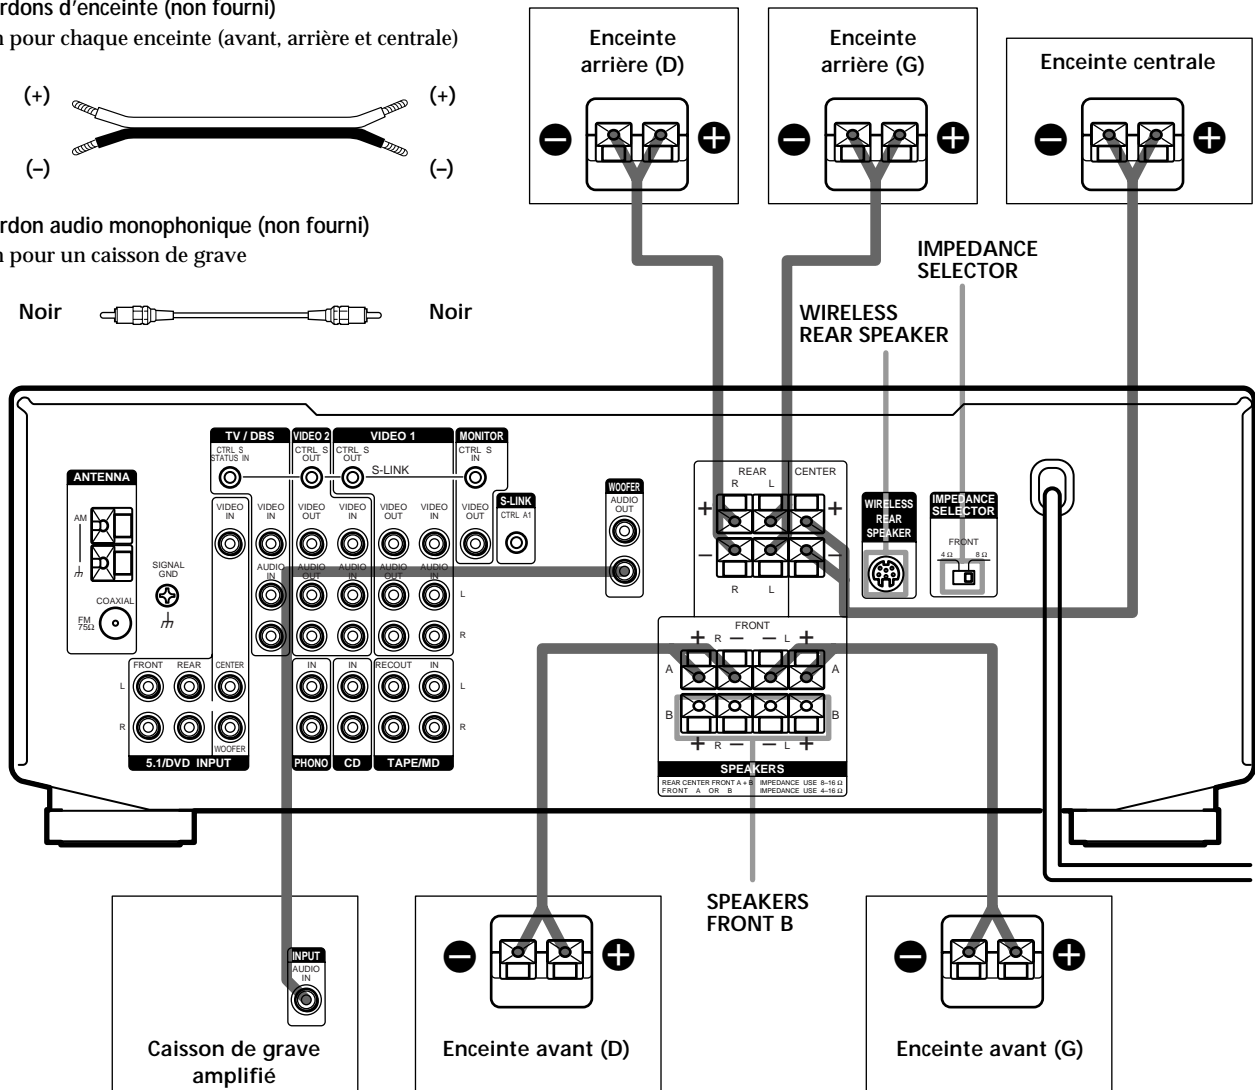 rdons d'enceinte (non fourni)
pour chaque enceinte (avant, arrière et centrale)
(+)
(+)
(–)
(–)
rdon audio monophonique (non fourni)
pour un caisson de grave
Noir
Noir
Enceinte
arrière (D)
Enceinte
arrière (G)
Enceinte centrale
IMPEDANCE
SELECTOR
WIRELESS
REAR SPEAKER
TV / DBS
VIDEO 2
VIDEO 1
MONITOR
CTRL S
STATUS IN
CTRL S
OUT
CTRL S
OUT
CTRL S
IN
S-LINK
ANTENNA
AM
COAXIAL
FM
75Ω
SIGNAL
GND
VIDEO
IN
VIDEO
IN
VIDEO
OUT
VIDEO
IN
VIDEO
OUT
VIDEO
IN
VIDEO
OUT
S-LINK
CTRL A1
AUDIO
IN
AUDIO
OUT
AUDIO
IN
AUDIO
OUT
AUDIO
IN
L
R
WOOFER
AUDIO
OUT
FRONT
REAR
CENTER
IN
IN
RECOUT
IN
L
L
R
R
WOOFER
5.1/DVD INPUT
PHONO
CD
TAPE/MD
REAR
CENTER
R
L
+
+
–
–
R
L
WIRELESS
REAR
SPEAKER
IMPEDANCE
SELECTOR
FRONT
4 Ω
8 Ω
FRONT
+ R – – L +
A
A
B
B
+ R – – L +
SPEAKERS
REAR CENTER FRONT A + B IMPEDANCE USE 8–16 Ω
FRONT A OR B IMPEDANCE USE 4–16 Ω
SPEAKERS
FRONT B
INPUT
AUDIO
IN
Caisson de grave
amplifié
Enceinte avant (D)
Enceinte avant (G)